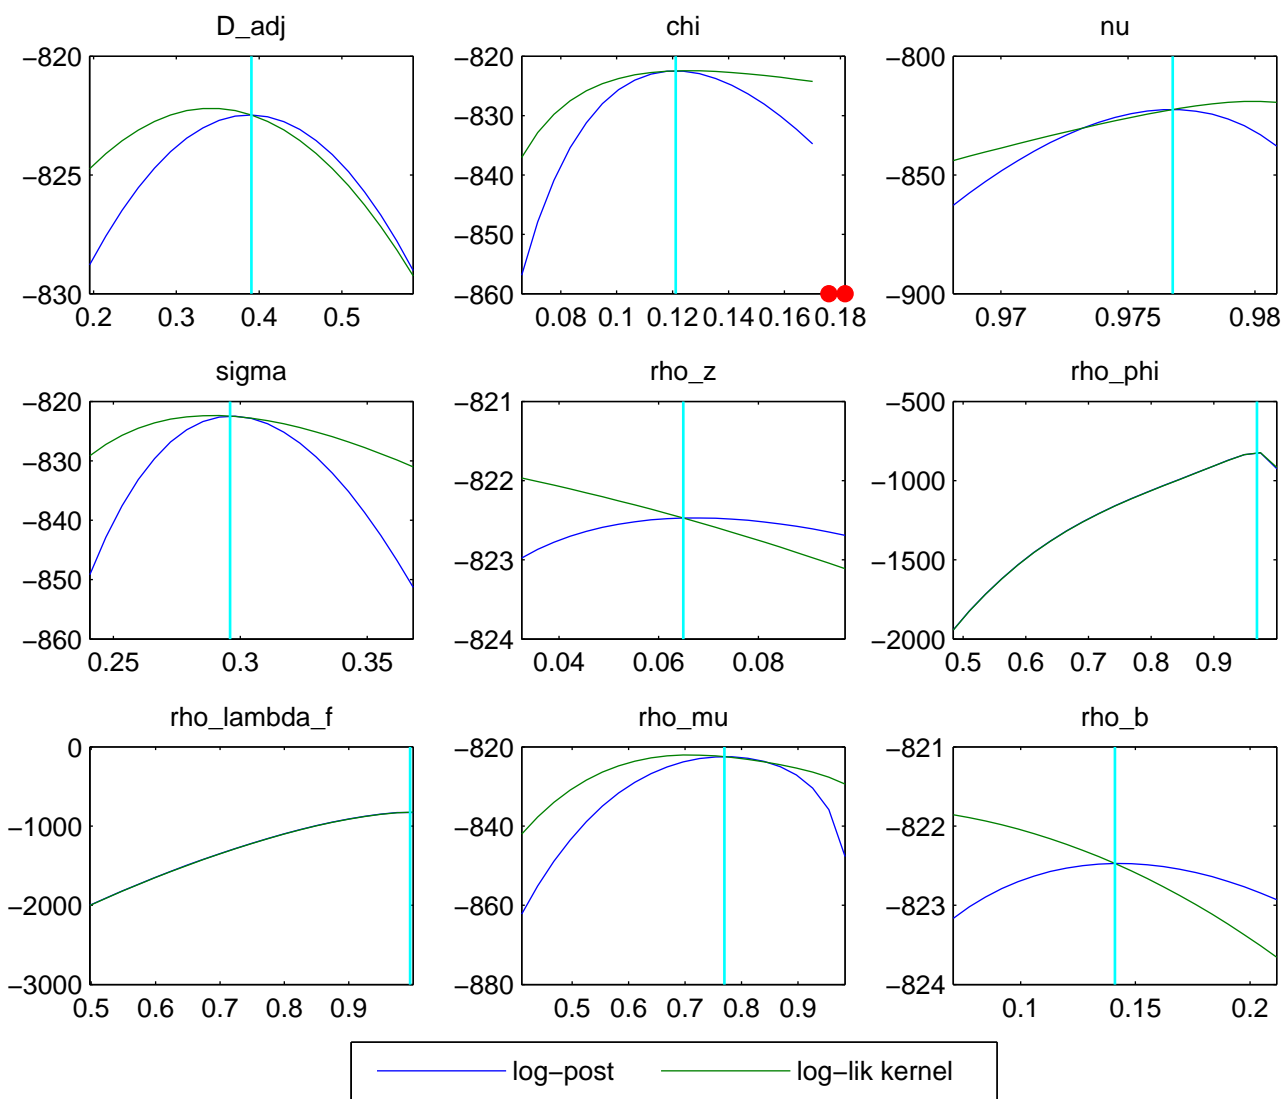 D_adj chi nu
−820 −820 −800
−830
−825 −840 −850
−850
−830 −860 −900
0.2 0.3 0.4 0.5 0.08 0.1 0.12 0.14 0.16 0.18 0.97 0.975 0.98
sigma rho_z rho_phi
−820 −821 −500
−830 −822 −1000
−840
−850 −823 −1500
−860 −824 −2000
0.25 0.3 0.35 0.04 0.06 0.08 0.5 0.6 0.7 0.8 0.9
rho_lambda_f rho_mu rho_b
0 −820 −821
−1000 −840 −822
−2000 −860 −823
−3000 −880 −824
0.5 0.6 0.7 0.8 0.9 0.5 0.6 0.7 0.8 0.9 0.1 0.15 0.2
log−post log−lik kernel